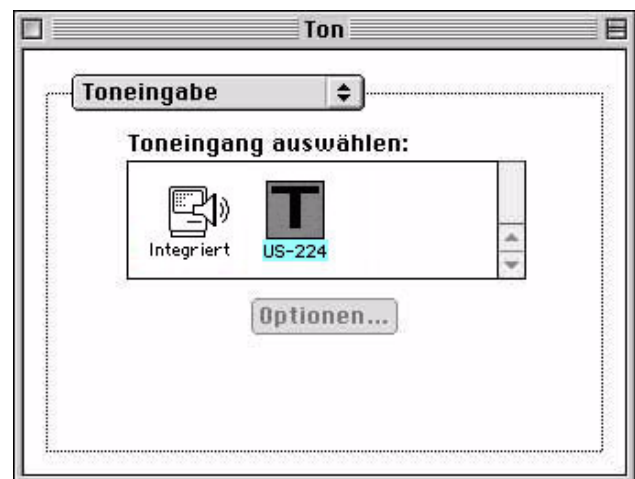 Ton
Toneingabe
Toneingang auswählen:
Integriert
US-224
Optionen...